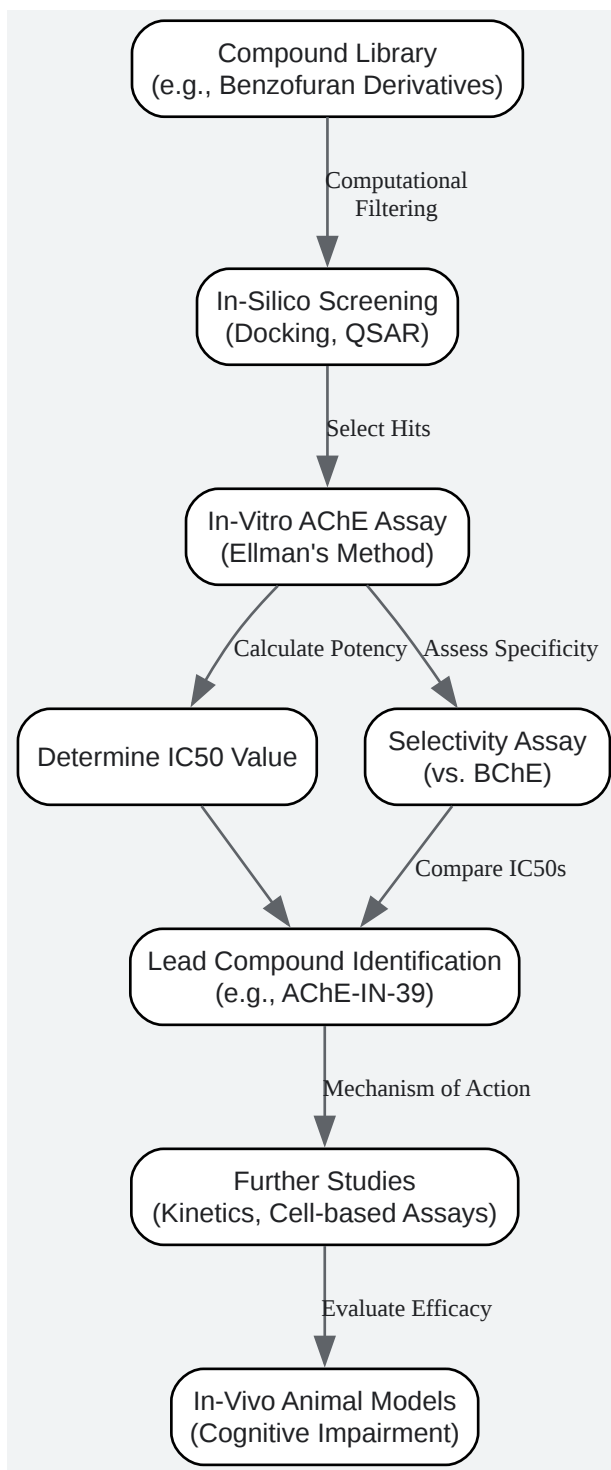 Compound Library
(e.g., Benzofuran Derivatives)
Computational
Filtering
In-Silico Screening
(Docking, QSAR)
Select Hits
In-Vitro AChE Assay
(Ellman's Method)
Calculate Potency
Assess Specificity
Determine IC50 Value
Selectivity Assay
(vs. BChE)
Compare IC50s
Lead Compound Identification
(e.g., AChE-IN-39)
Mechanism of Action
Further Studies
(Kinetics, Cell-based Assays)
Evaluate Efficacy
In-Vivo Animal Models
(Cognitive Impairment)